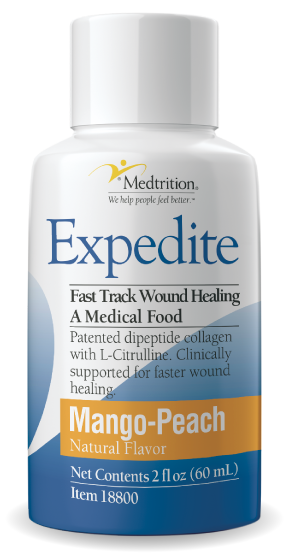 Medtrition®
We help people feel better.™
Expedite
Fast Track Wound Healing
A Medical Food
Patented dipeptide collagen
with L-Citrulline. Clinically
supported for faster wound
healing.
Mango-Peach
Natural Flavor
Net Contents 2 fl oz (60 mL)
Item 18800